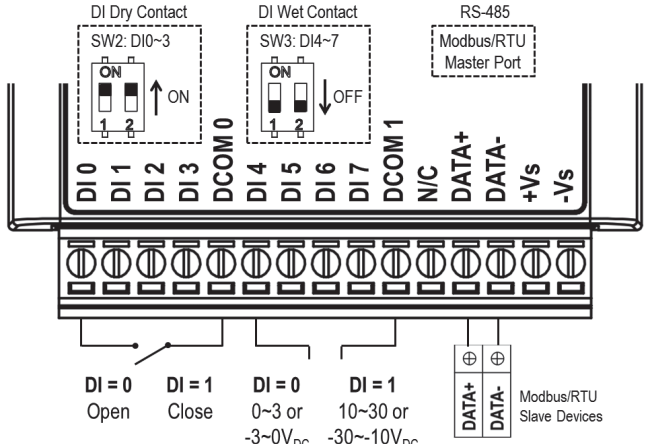 DI Dry Contact
DI Wet Contact
RS-485
SW2: DI0~3
SW3: DI4~7
Modbus/RTU
Master Port
ON
1 2
ON
ON
1 2
OFF
DI 0
DI 1
DI 2
DI 3
DCOM 0
DI 4
DI 5
DI 6
DI 7
DCOM 1
N/C
DATA+
DATA-
+Vs
-Vs
DI = 0
Open
DI = 1
Close
DI = 0
0~3 or
-3~0VDC
DI = 1
10~30 or
-30~-10VDC
DATA+
DATA-
Modbus/RTU
Slave Devices